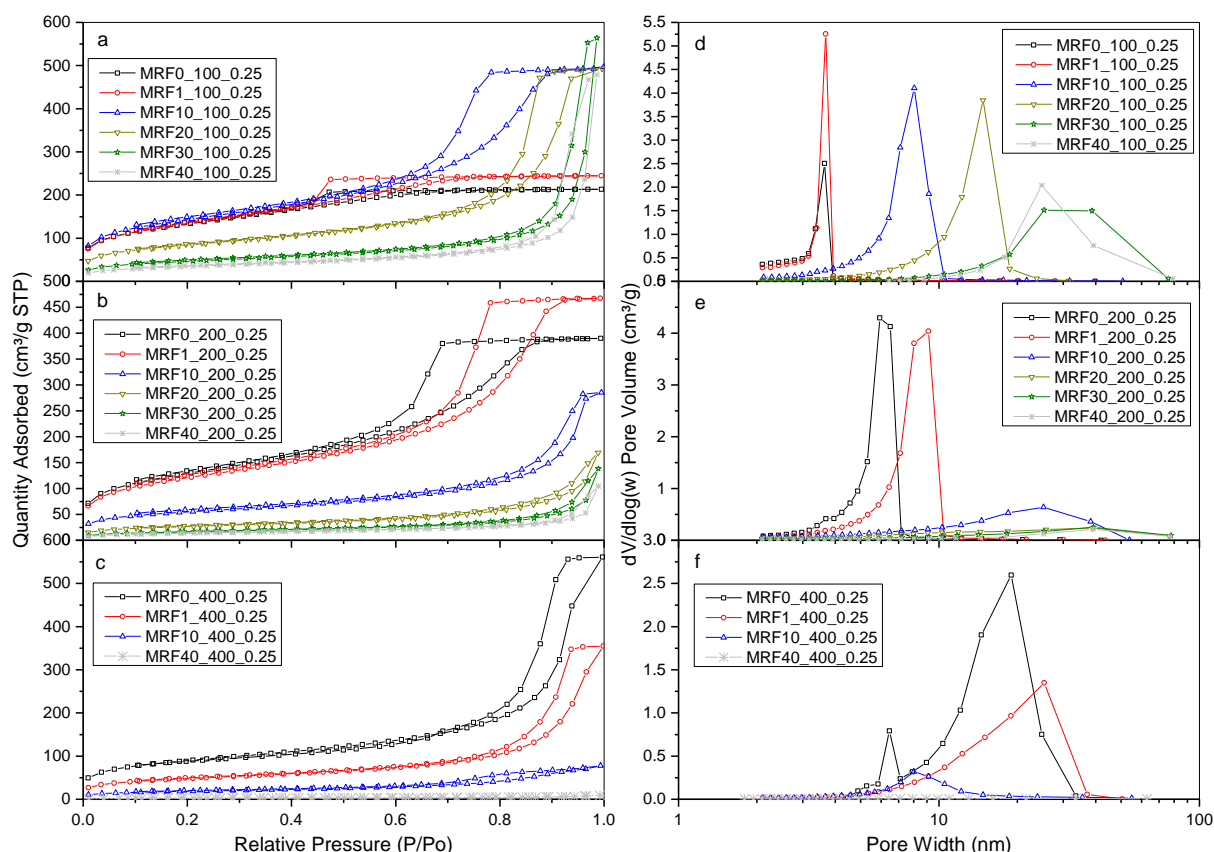 a
MRF0_100_0.25
MRF1_100_0.25
MRF10_100_0.25
MRF20_100_0.25
MRF30_100_0.25
MRF40_100_0.25
600
500
400
300
200
100
b
MRF0_200_0.25
MRF1_200_0.25
MRF10_200_0.25
MRF20_200_0.25
MRF30_200_0.25
MRF40_200_0.25
500
450
400
350
300
250
200
150
100
50
c
MRF0_400_0.25
MRF1_400_0.25
MRF10_400_0.25
MRF40_400_0.25
600
500
400
300
200
100
0
0.0 0.2 0.4 0.6 0.8 1.0
Relative Pressure (P/Po)
Quantity Adsorbed (cm³/g STP)
d
MRF0_100_0.25
MRF1_100_0.25
MRF10_100_0.25
MRF20_100_0.25
MRF30_100_0.25
MRF40_100_0.25
5.5
5.0
4.5
4.0
3.5
3.0
2.5
2.0
1.5
1.0
0.5
e
MRF0_200_0.25
MRF1_200_0.25
MRF10_200_0.25
MRF20_200_0.25
MRF30_200_0.25
MRF40_200_0.25
4
3
2
1
f
MRF0_400_0.25
MRF1_400_0.25
MRF10_400_0.25
MRF40_400_0.25
3.0
2.5
2.0
1.5
1.0
0.5
0.0
1 10 100
Pore Width (nm)
dV/dlog(w) Pore Volume (cm³/g)